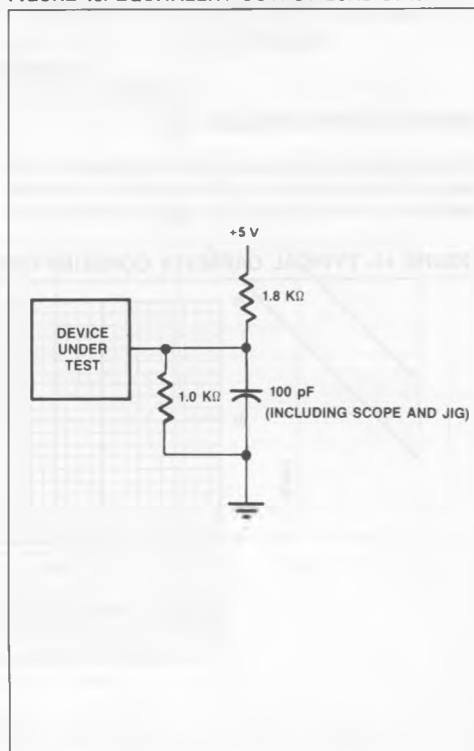 +5 V
1.8 KΩ
DEVICE
UNDER
TEST
1.0 KΩ
100 pF
(INCLUDING SCOPE AND JIG)